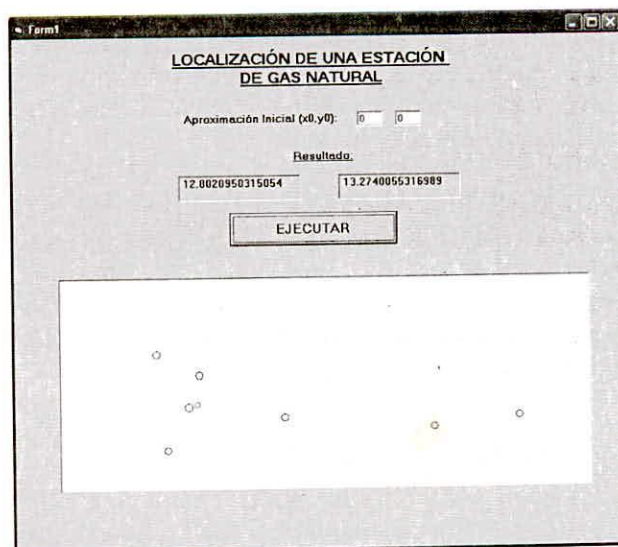 Form1
LOCALIZACIÓN DE UNA ESTACIÓN
DE GAS NATURAL
Aproximación Inicial (x0,y0): 0 0
Resultado:
12.8020950315054 13.2740055316989
EJECUTAR